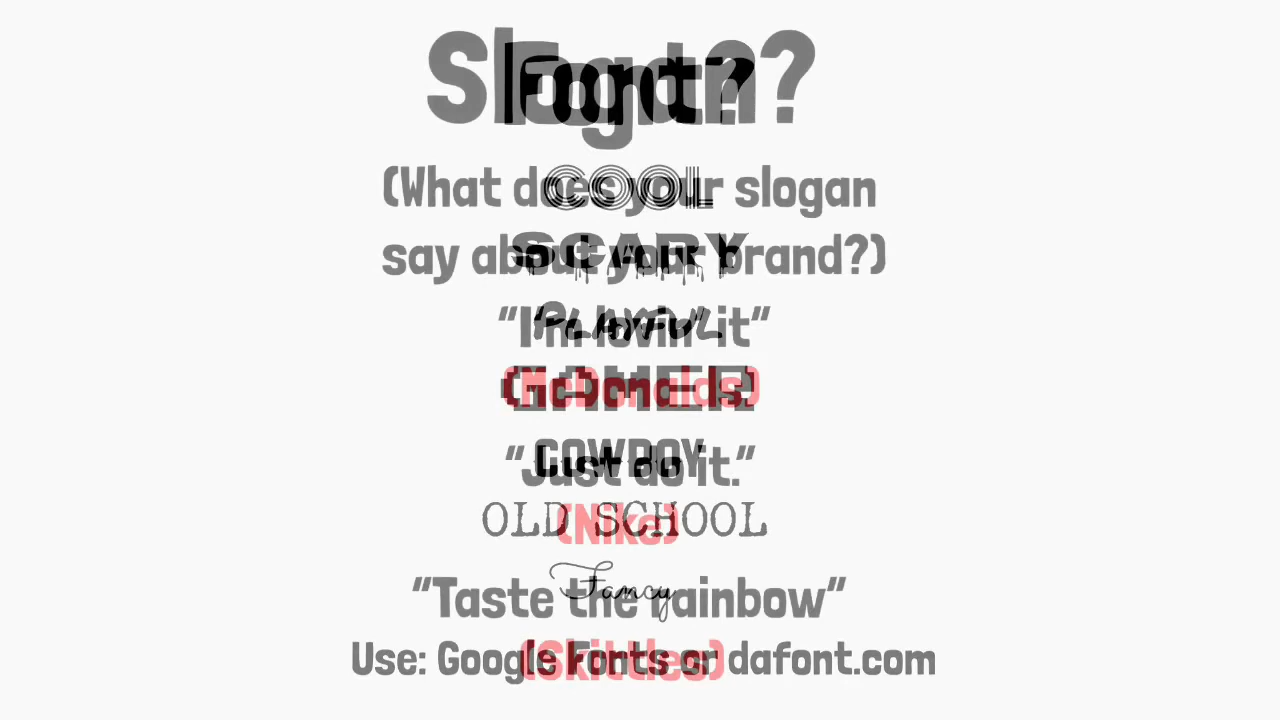 Slogan?
Font?
(What does your slogan
COOL
say about your brand?)
SCARY
“I'm lovin' it”
PLAYFUL
(McDonalds)
GAMER
“Just do it.”
COWBOY
OLD SCHOOL
(Nike)
“Taste the rainbow”
Fancy
Use: Google Fonts or dafont.com
(Skittles)